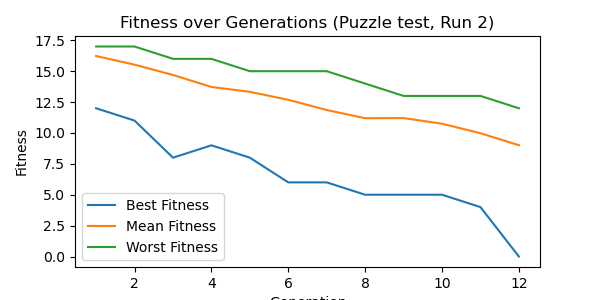 Fitness over Generations (Puzzle test, Run 2)
Fitness
17.5
15.0
12.5
10.0
7.5
5.0
2.5
0.0
Best Fitness
Mean Fitness
Worst Fitness
2 4 6 8 10 12
Generation